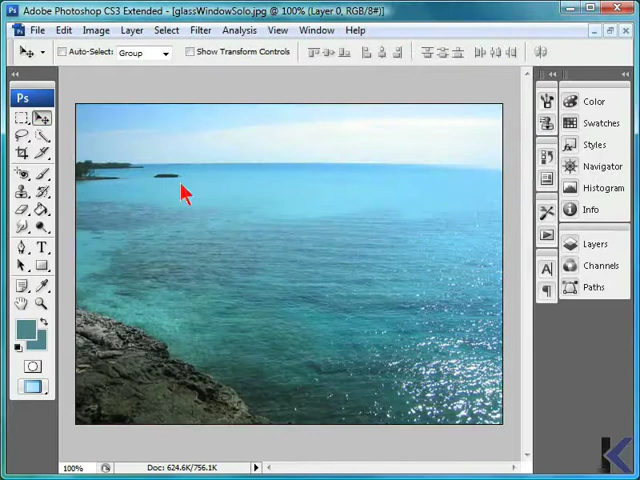 Adobe Photoshop CS3 Extended - [glassWindowSolo.jpg @ 100% (Layer 0, RGB/8#)]
Ps File Edit Image Layer Select Filter Analysis View Window Help
Auto-Select: Group Show Transform Controls
Ps
Color
Swatches
Styles
Navigator
Histogram
Info
Layers
Channels
Paths
T
A
100% Doc: 624.6K/756.1K
K